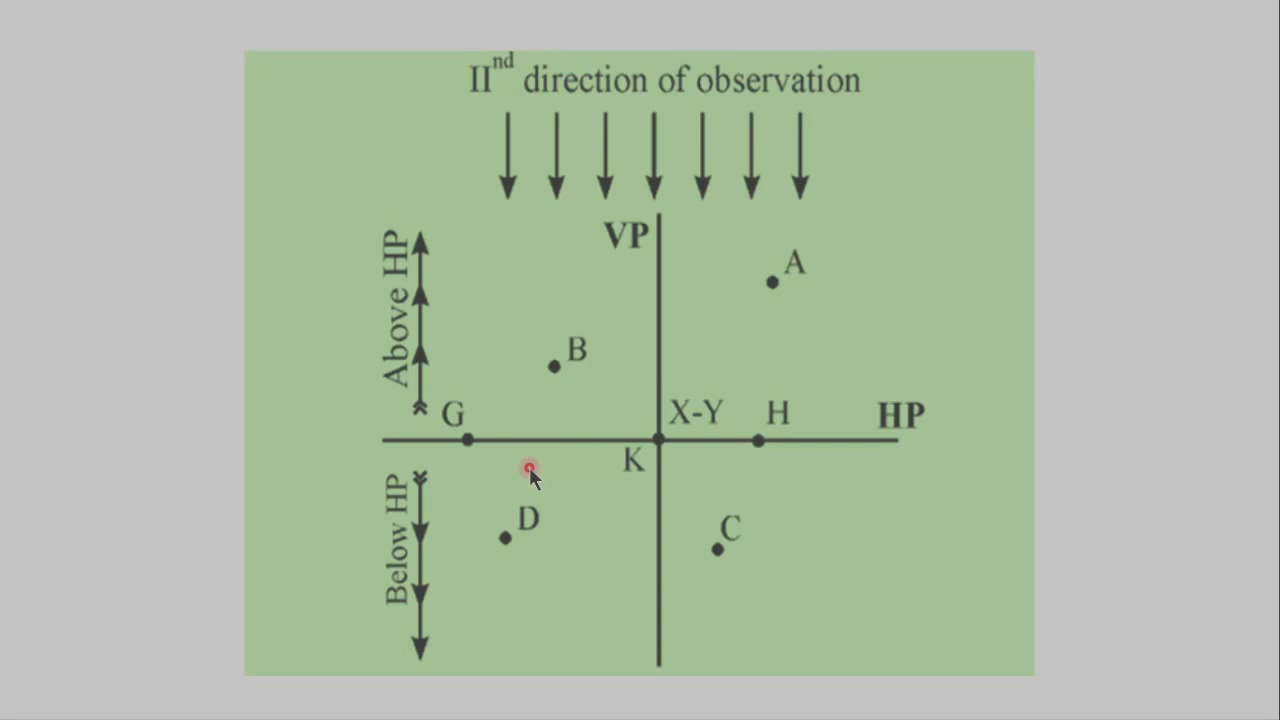 IInd direction of observation
VP
A
Above HP
B
G
X-Y
H
HP
K
Below HP
D
C